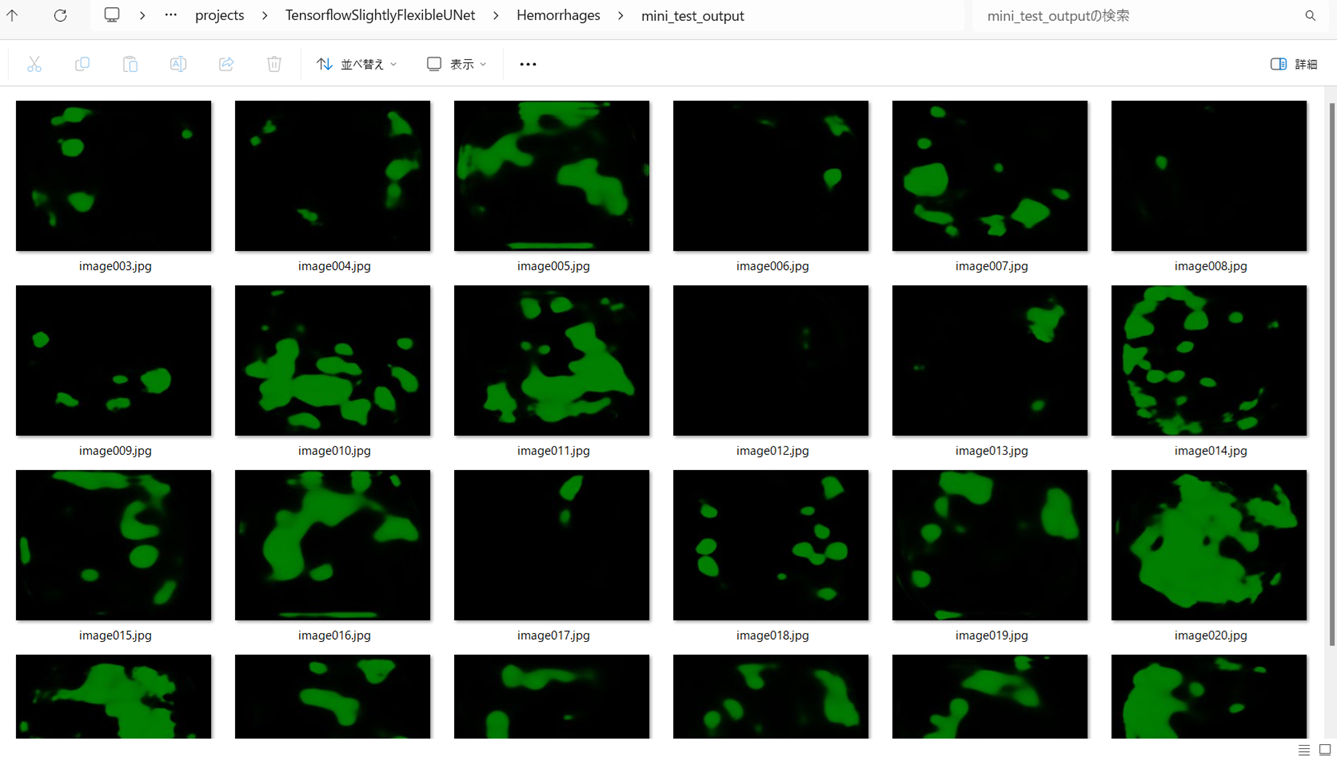 … projects TensorflowSlightlyFlexibleUNet Hemorrhages mini_test_output mini_test_outputの検索
並べ替え 表示 … 詳細
image003.jpg image004.jpg image005.jpg image006.jpg image007.jpg image008.jpg
image009.jpg image010.jpg image011.jpg image012.jpg image013.jpg image014.jpg
image015.jpg image016.jpg image017.jpg image018.jpg image019.jpg image020.jpg